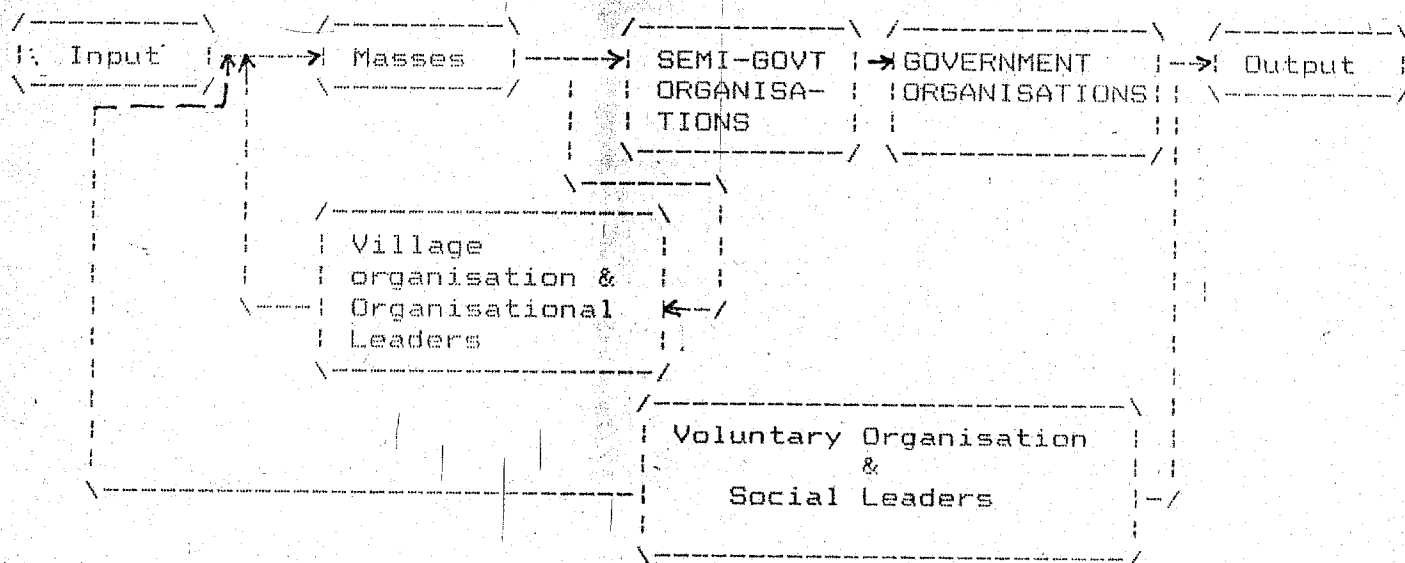 Input
Masses
SEMI-GOVT
ORGANISA-
TIONS
GOVERNMENT
ORGANISATIONS
Output
Village
organisation &
Organisational
Leaders
Voluntary Organisation
&
Social Leaders